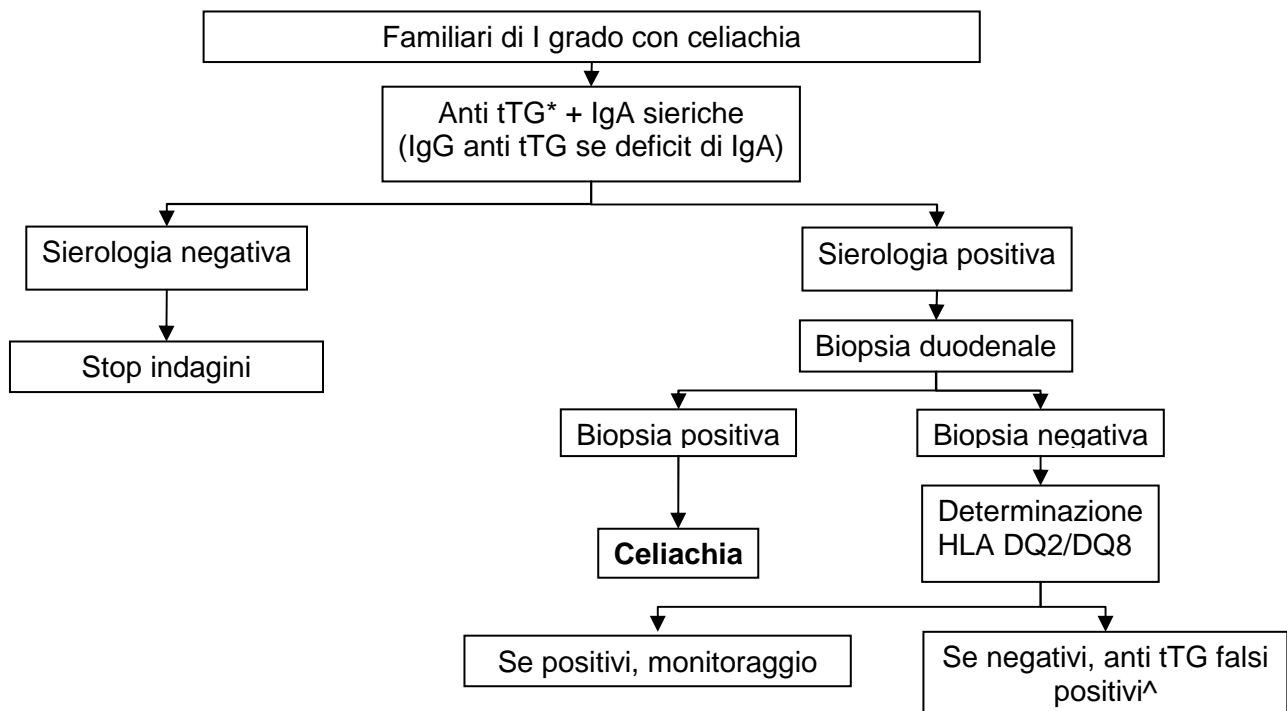 Familiari di I grado con celiachia
Anti tTG* + IgA sieriche
(IgG anti tTG se deficit di IgA)
Sierologia negativa
Sierologia positiva
Stop indagini
Biopsia duodenale
Biopsia positiva
Biopsia negativa
Celiachia
Determinazione
HLA DQ2/DQ8
Se positivi, monitoraggio
Se negativi, anti tTG falsi
positivi^